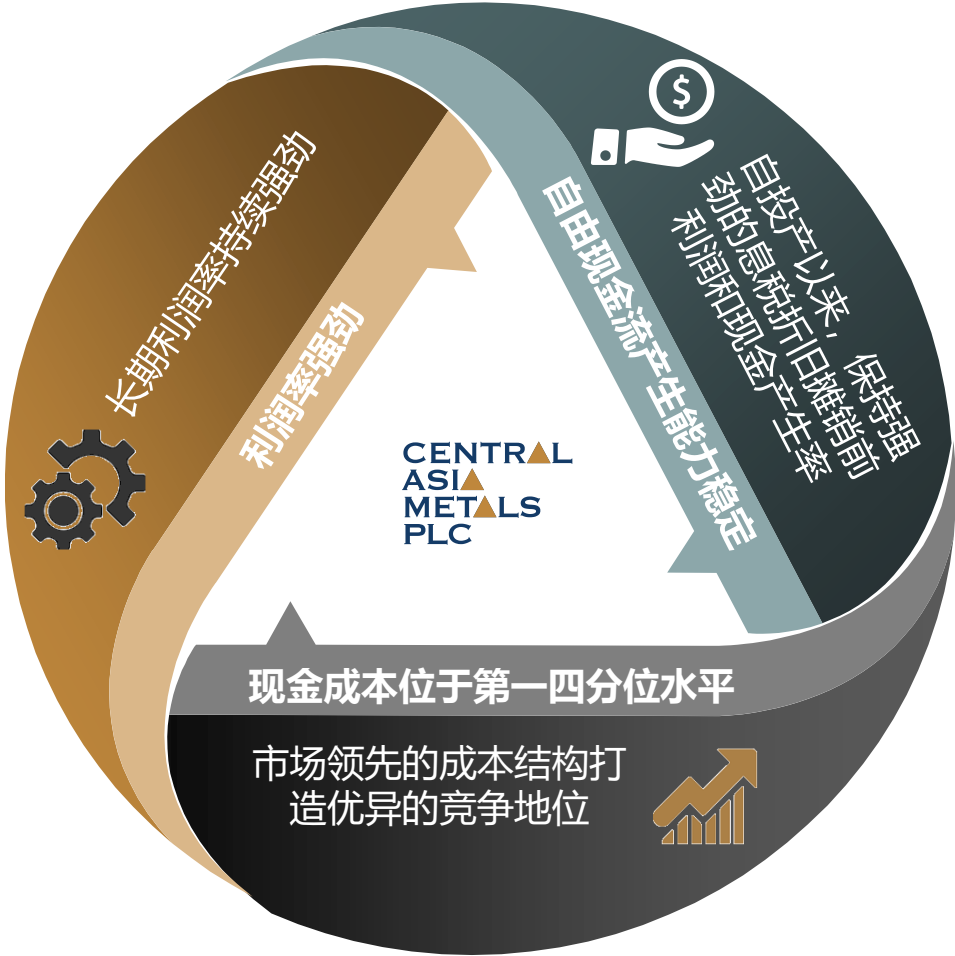 长期利润率持续强劲
利润率强劲
自由现金流产生能力稳定
自投产以来，保持强
劲的息税折旧摊销前
利润和现金产生率
CENTRAL
ASIA
METALS
PLC
现金成本位于第一四分位水平
市场领先的成本结构打
造优异的竞争地位